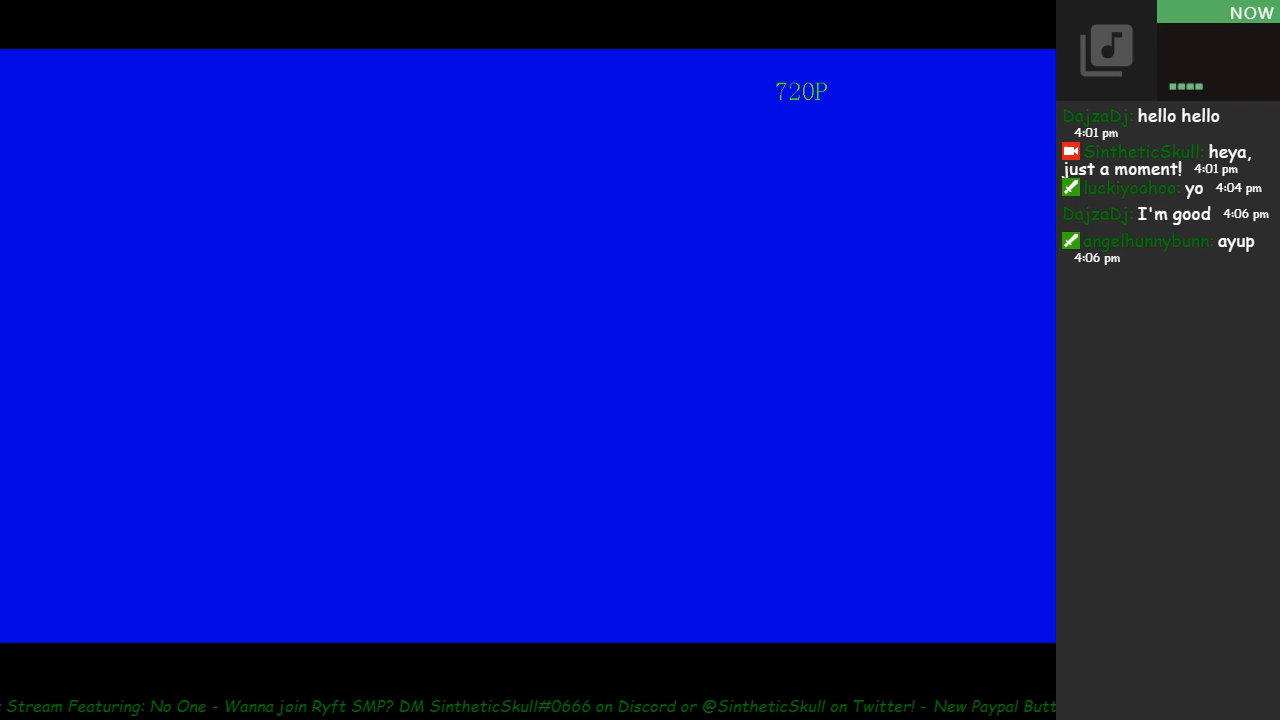 NOW
720P
DajzaDj: hello hello
4:01 pm
SintheticSkull: heya,
just a moment! 4:01 pm
luckiyoohoo: yo 4:04 pm
DajzaDj: I'm good 4:06 pm
angelhunnybunn: ayup
4:06 pm
Stream Featuring: No One - Wanna join Ryft SMP? DM SintheticSkull#0666 on Discord or @SintheticSkull on Twitter! - New Paypal Butt